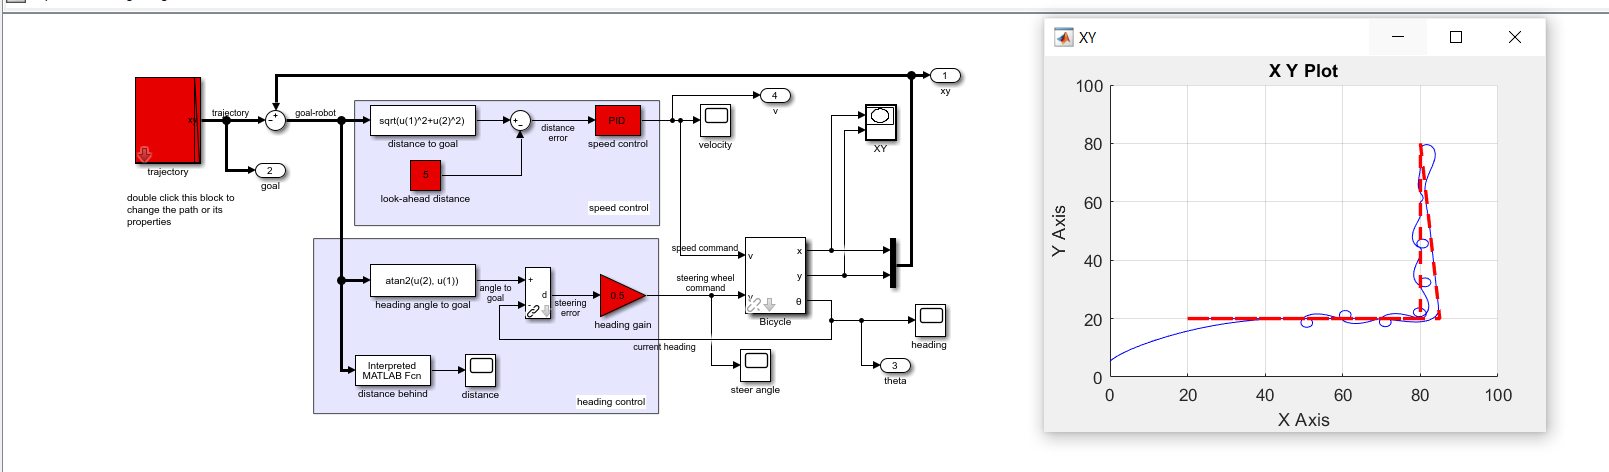 xy
trajectory
double click this block to
change the path or its
properties
trajectory
2
goal
goal-robot
sqrt(u(1)^2+u(2)^2)
distance to goal
5
look-ahead distance
distance
error
PID
speed control
speed control
4
v
velocity
XY
1
xy
atan2(u(2), u(1))
heading angle to goal
angle to
goal
d
steering
error
0.5
heading gain
current heading
Interpreted
MATLAB Fcn
distance behind
distance
heading control
speed command
steering wheel
command
v
γ
x
y
θ
Bicycle
steer angle
heading
3
theta
XY
X Y Plot
Y Axis
100
80
60
40
20
0
0
20
40
60
80
100
X Axis